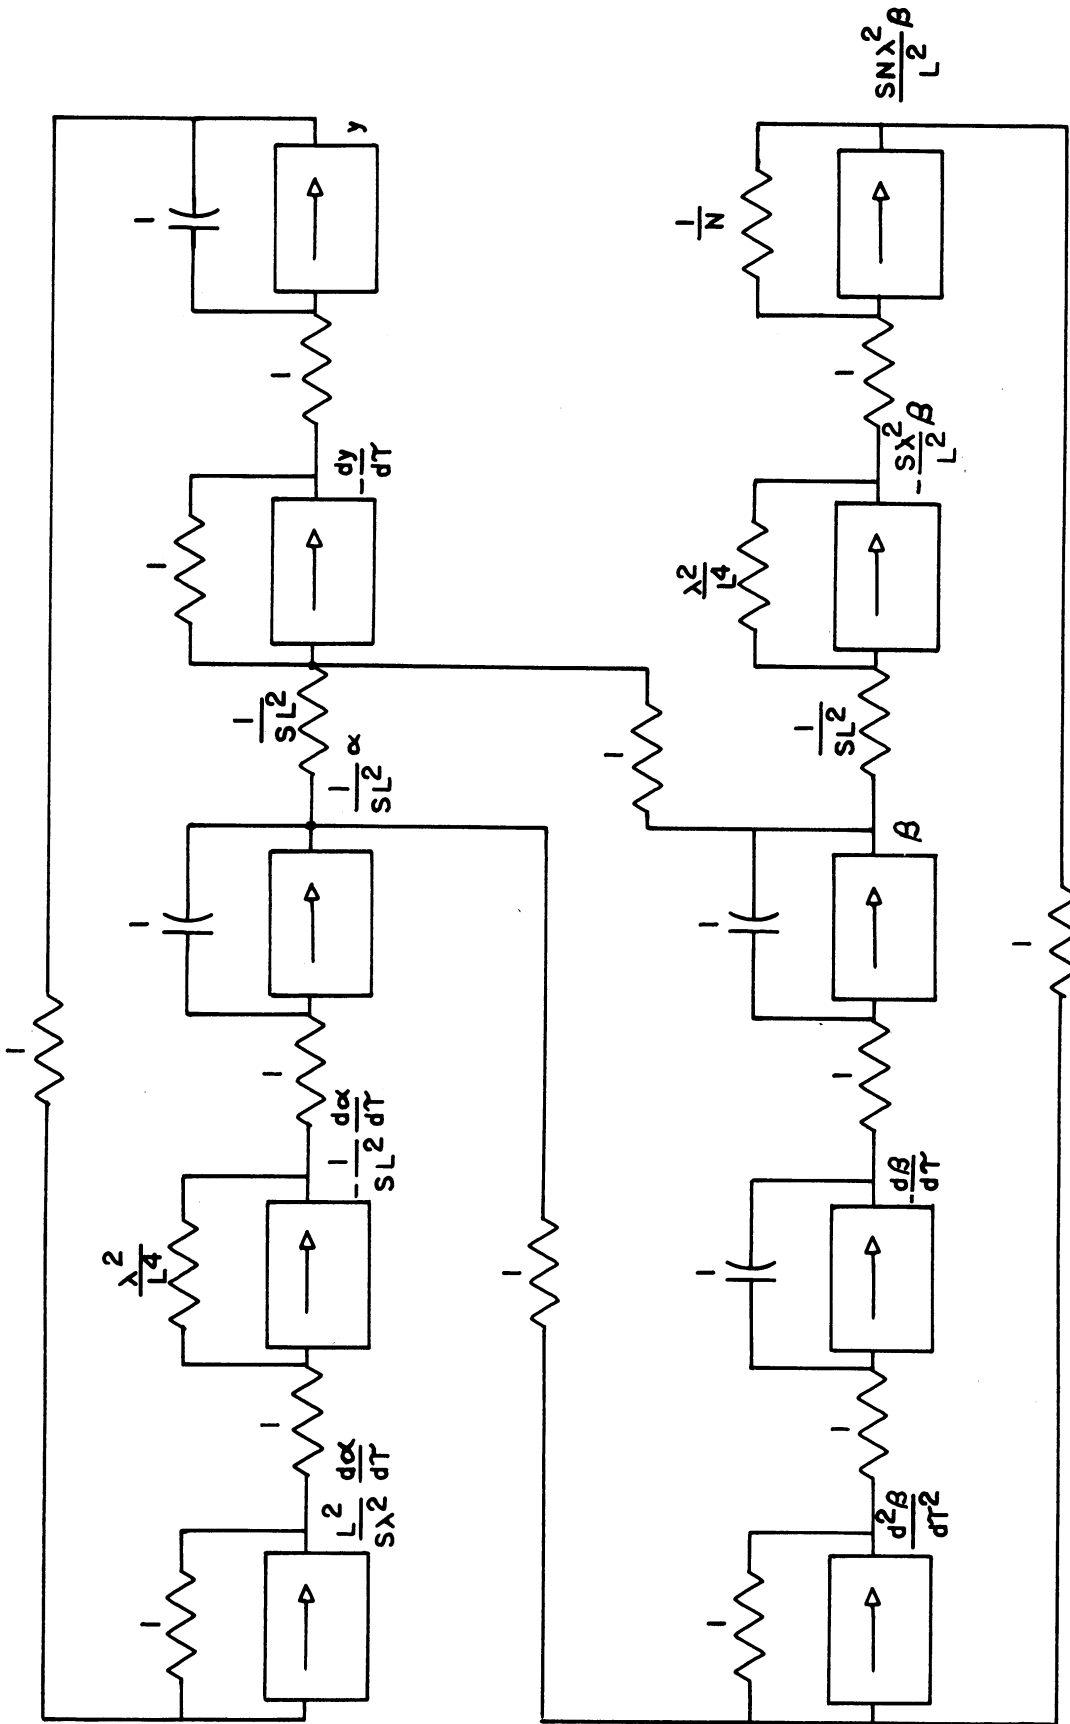 1
1
λ²/L⁴
1
1
1
1
1
1/SL²
1
L²/Sλ² dα/dτ
-1/SL² dα/dτ
1/SL² α
-dy/dτ
y
1
1
1
1
1
λ²/L⁴
1/N
1
1
1/SL²
1
d²β/dτ²
-dβ/dτ
β
-Sλ²/L² β
SNλ²/L² β
1